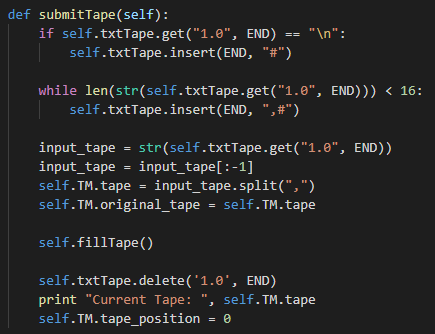 def submitTape(self):
    if self.txtTape.get("1.0", END) == "\n":
        self.txtTape.insert(END, "#")

    while len(str(self.txtTape.get("1.0", END))) < 16:
        self.txtTape.insert(END, ",#")

    input_tape = str(self.txtTape.get("1.0", END))
    input_tape = input_tape[:-1]
    self.TM.tape = input_tape.split(",")
    self.TM.original_tape = self.TM.tape

    self.fillTape()

    self.txtTape.delete('1.0', END)
    print "Current Tape: ", self.TM.tape
    self.TM.tape_position = 0